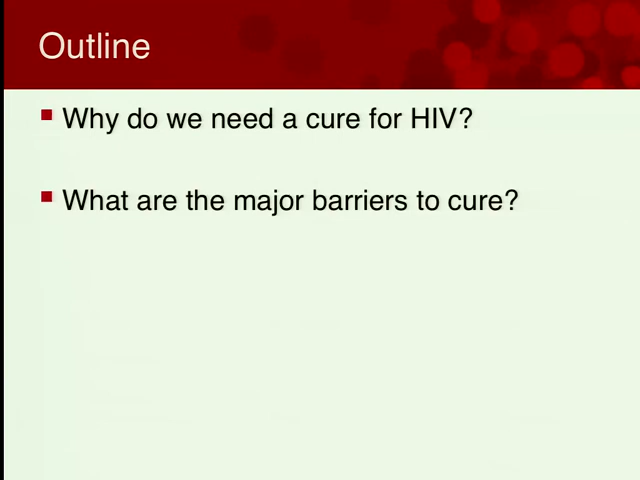 Outline
Why do we need a cure for HIV?
What are the major barriers to cure?